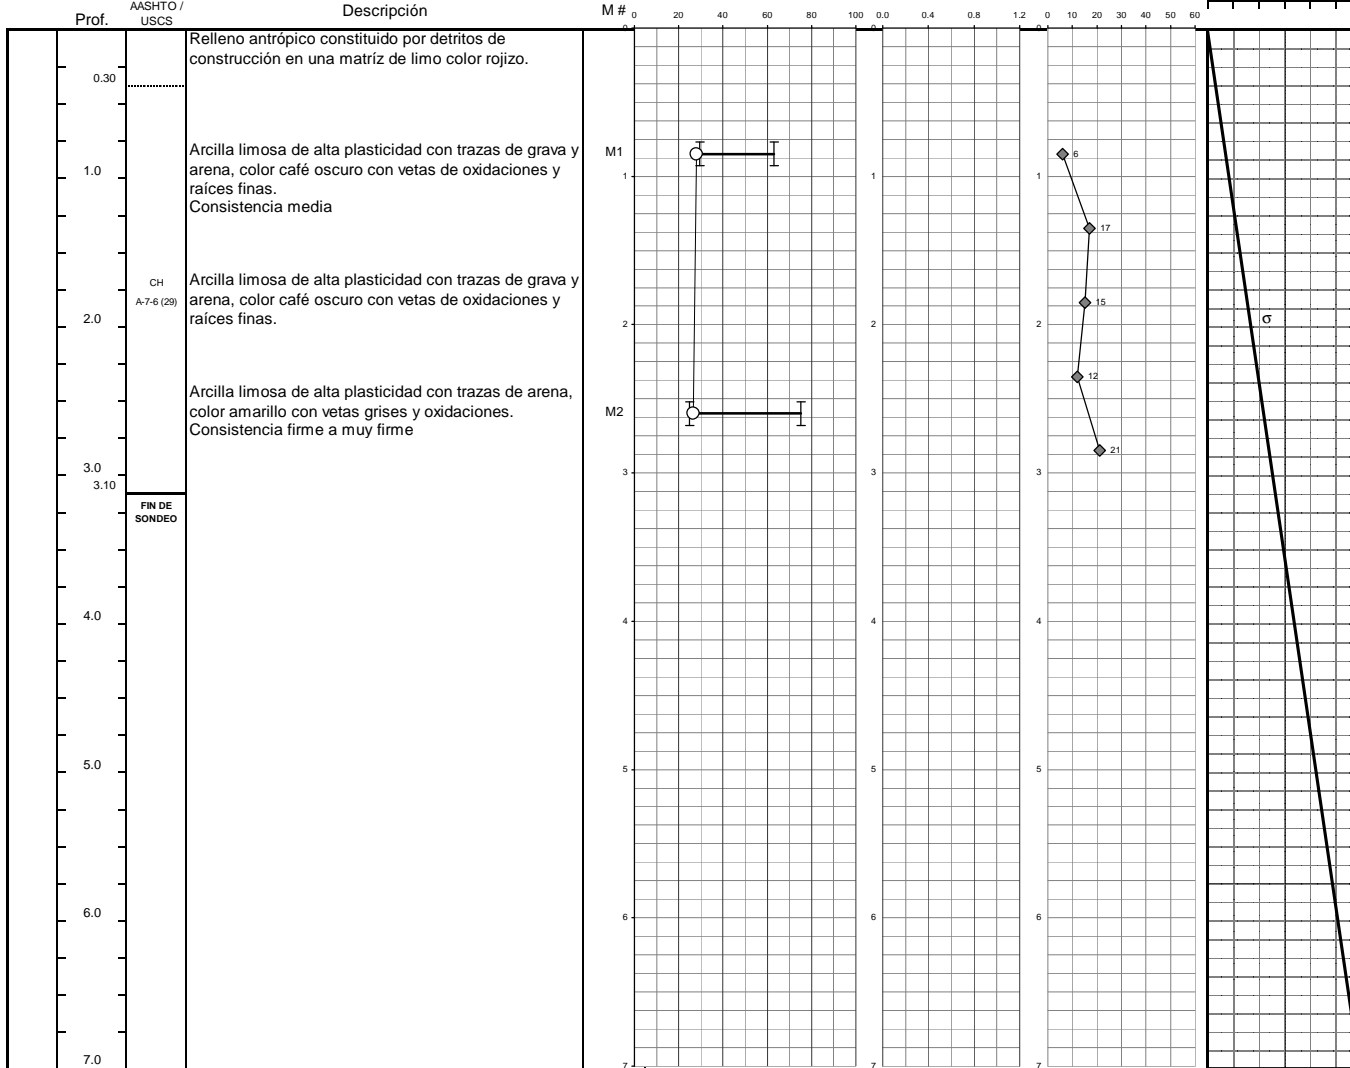 AASHTO /
Prof. USCS Descripción M # 0 20 40 60 80 100 0.0 0.4 0.8 1.2 0 10 20 30 40 50 60
0 0
Relleno antrópico constituido por detritos de
construcción en una matríz de limo color rojizo.
0.30
Arcilla limosa de alta plasticidad con trazas de grava y M1 6
arena, color café oscuro con vetas de oxidaciones y
1.0 1 1 1
raíces finas.
Consistencia media
17
Arcilla limosa de alta plasticidad con trazas de grava y
CH
arena, color café oscuro con vetas de oxidaciones y
A-7-6 (29) 15
raíces finas.
2.0 2 2 2 σ
12
Arcilla limosa de alta plasticidad con trazas de arena,
color amarillo con vetas grises y oxidaciones. M2
Consistencia firme a muy firme
21
3.0 3 3 3
3.10
FIN DE
SONDEO
4.0 4 4 4
5.0 5 5 5
6.0 6 6 6
7.0 7 7 7